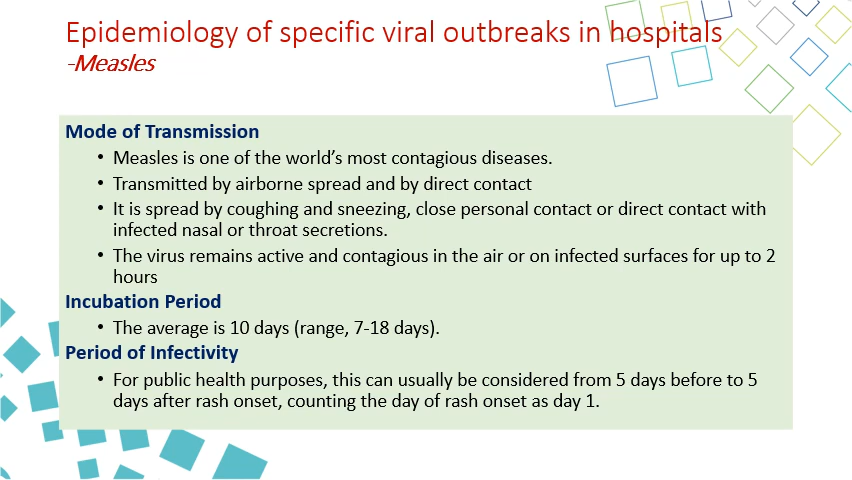 Epidemiology of specific viral outbreaks in hospitals
-Measles
Mode of Transmission
• Measles is one of the world’s most contagious diseases.
• Transmitted by airborne spread and by direct contact
• It is spread by coughing and sneezing, close personal contact or direct contact with
infected nasal or throat secretions.
• The virus remains active and contagious in the air or on infected surfaces for up to 2
hours
Incubation Period
• The average is 10 days (range, 7-18 days).
Period of Infectivity
• For public health purposes, this can usually be considered from 5 days before to 5
days after rash onset, counting the day of rash onset as day 1.